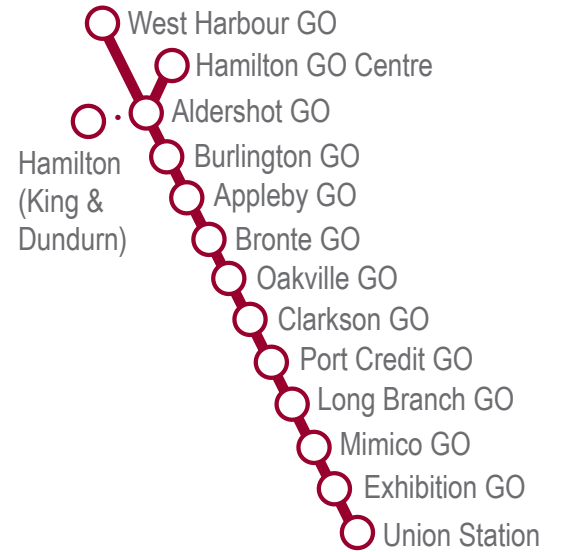 West Harbour GO
Hamilton GO Centre
Aldershot GO
Hamilton
(King &
Dundurn)
Burlington GO
Appleby GO
Bronte GO
Oakville GO
Clarkson GO
Port Credit GO
Long Branch GO
Mimico GO
Exhibition GO
Union Station